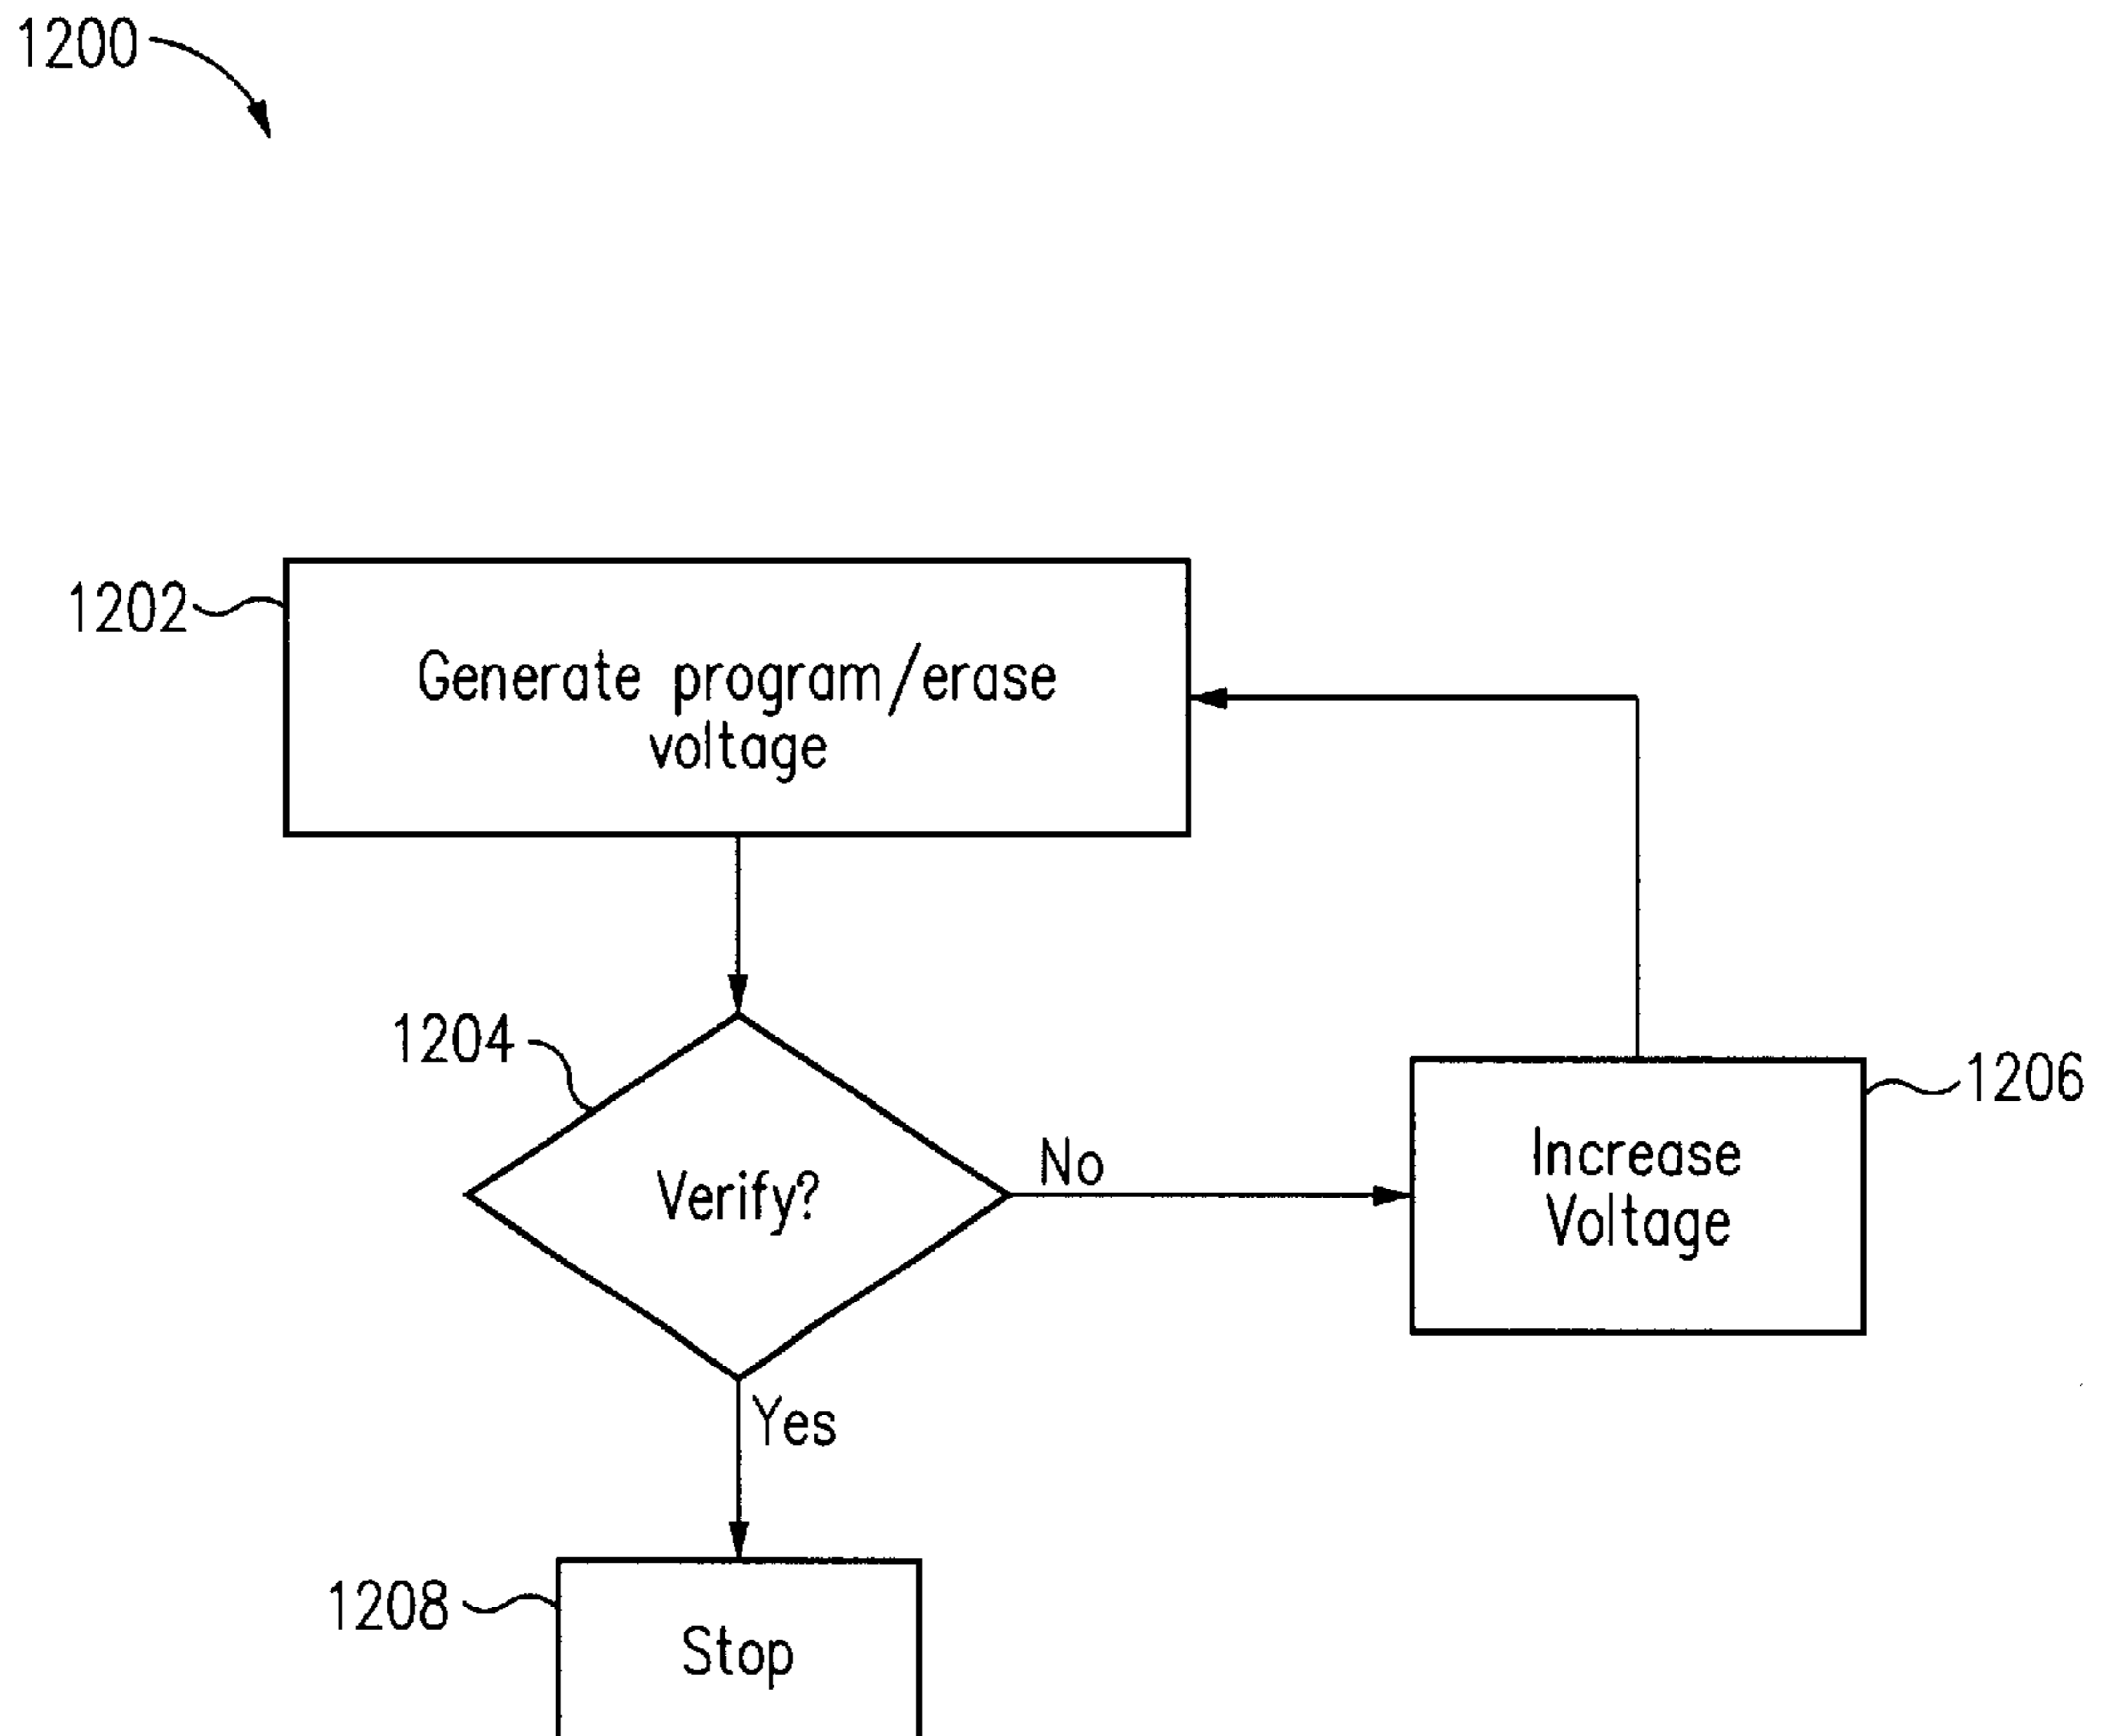 1200
1202
Generate program/erase
voltage
1204
Verify?
No
1206
Increase
Voltage
Yes
1208
Stop